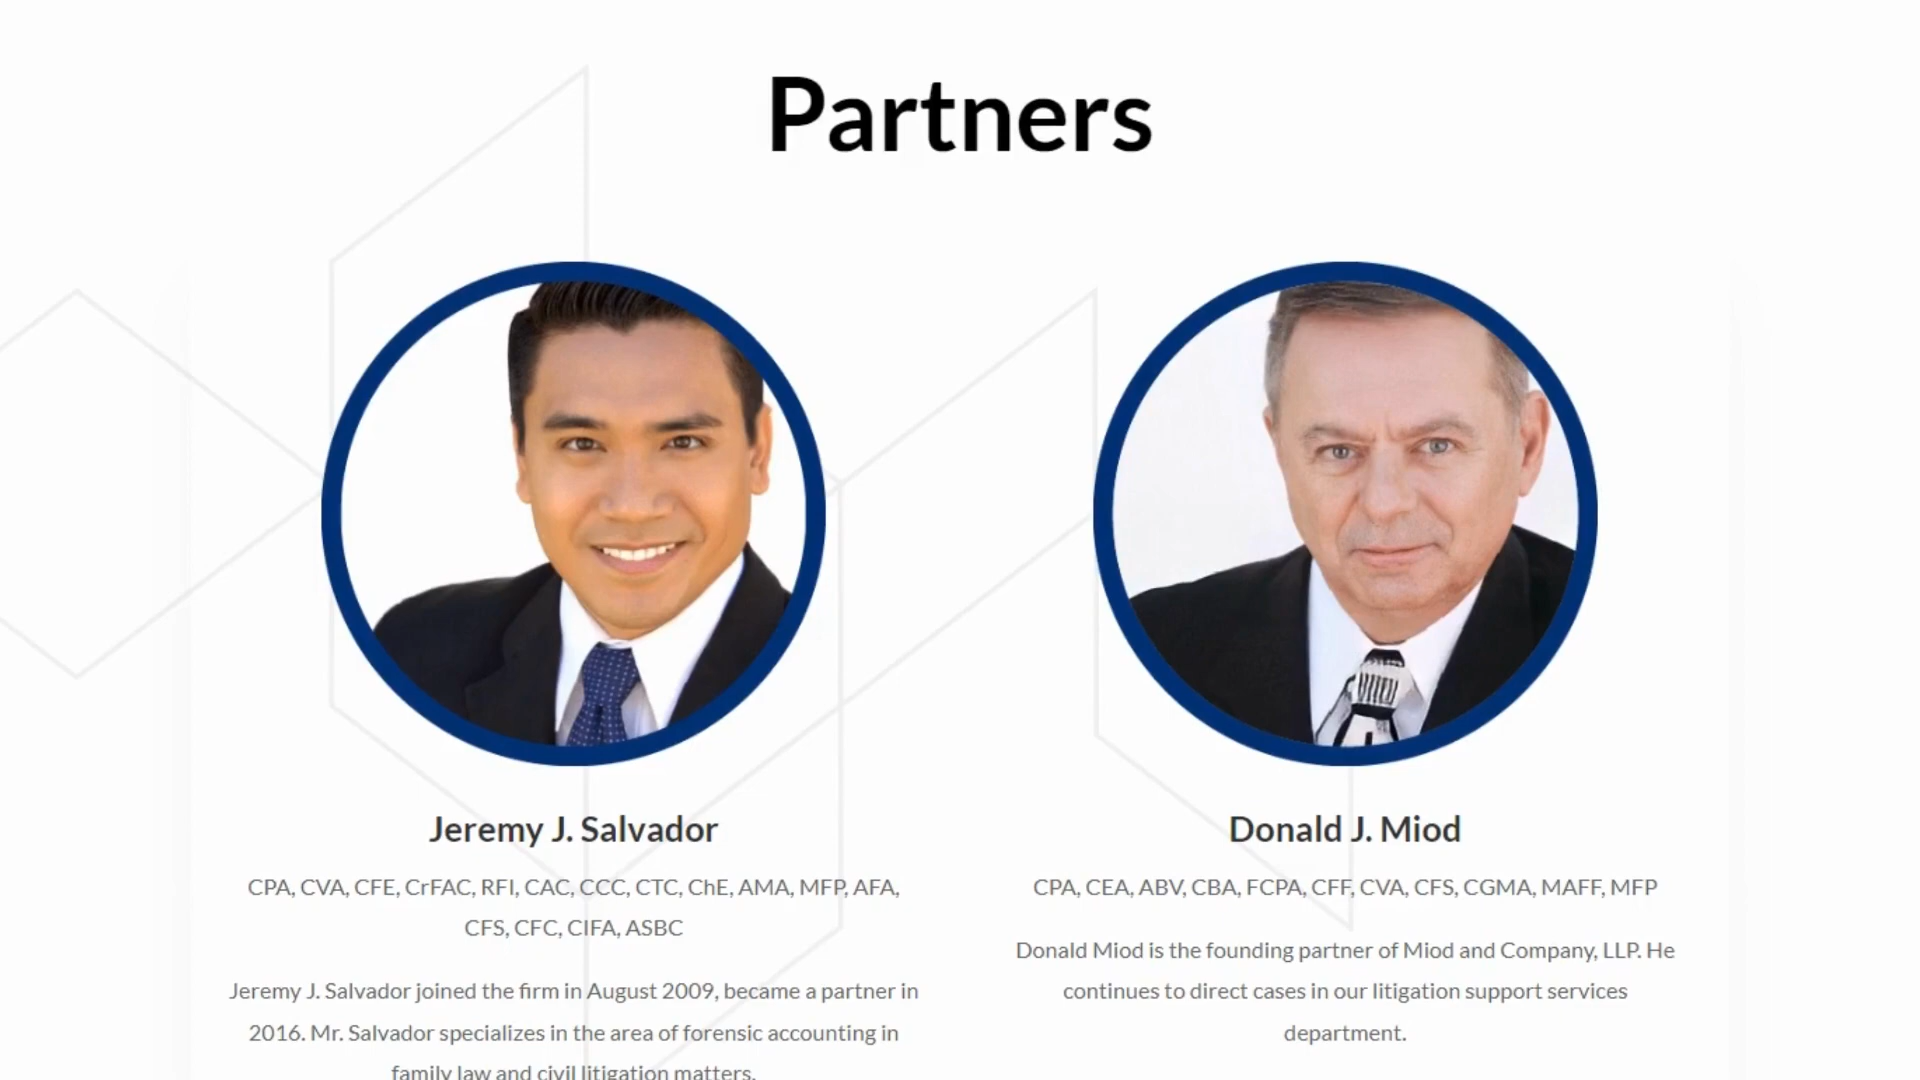 Partners
Jeremy J. Salvador
CPA, CVA, CFE, CrFAC, RFI, CAC, CCC, CTC, ChE, AMA, MFP, AFA,
CFS, CFC, CIFA, ASBC
Jeremy J. Salvador joined the firm in August 2009, became a partner in
2016. Mr. Salvador specializes in the area of forensic accounting in
family law and civil litigation matters.
Donald J. Miod
CPA, CEA, ABV, CBA, FCPA, CFF, CVA, CFS, CGMA, MAFF, MFP
Donald Miod is the founding partner of Miod and Company, LLP. He
continues to direct cases in our litigation support services
department.